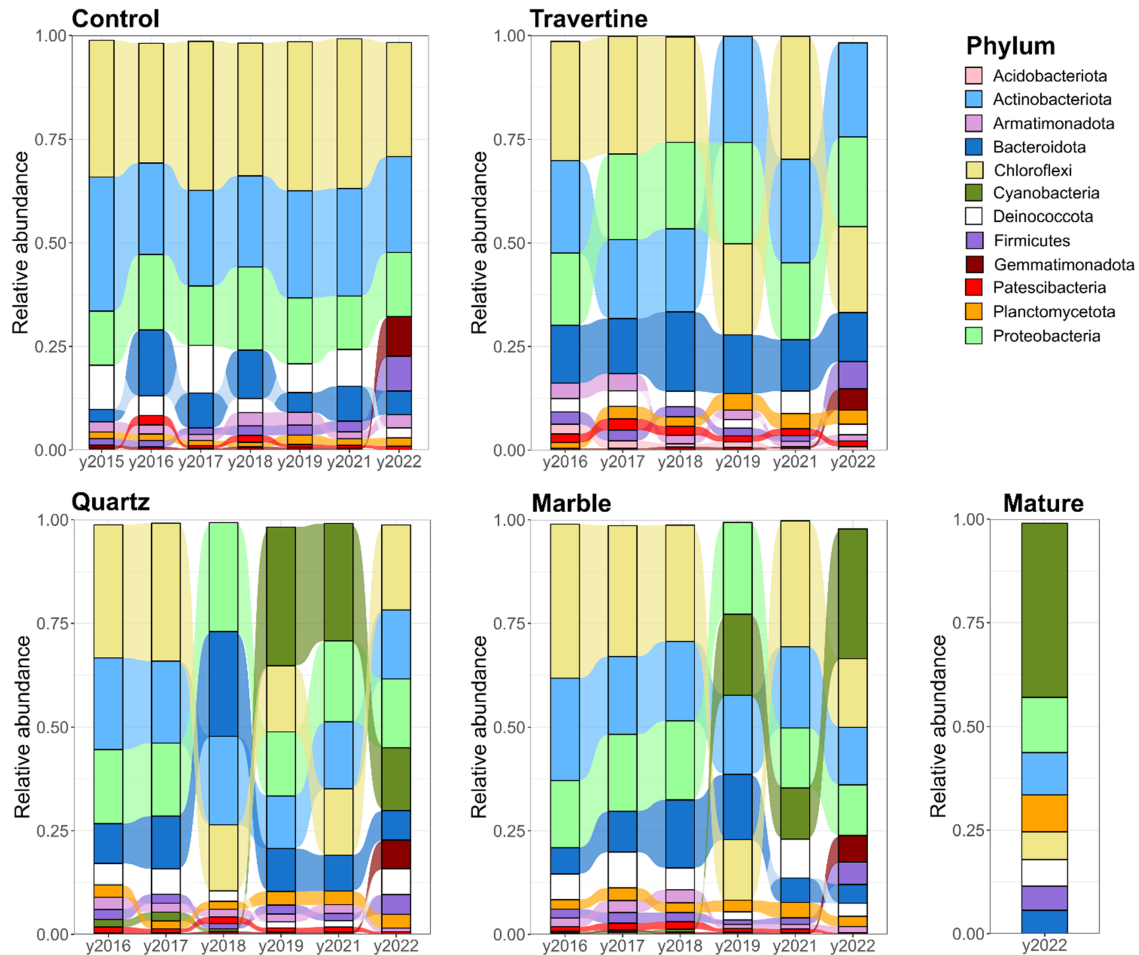 Control
Relative abundance
1.00
0.75
0.50
0.25
0.00
y2015 y2016 y2017 y2018 y2019 y2021 y2022
Travertine
Relative abundance
1.00
0.75
0.50
0.25
0.00
y2016 y2017 y2018 y2019 y2021 y2022
Phylum
Acidobacteriota
Actinobacteriota
Armatimonadota
Bacteroidota
Chloroflexi
Cyanobacteria
Deinococcota
Firmicutes
Gemmatimonadota
Patescibacteria
Planctomycetota
Proteobacteria
Quartz
Relative abundance
1.00
0.75
0.50
0.25
0.00
y2016 y2017 y2018 y2019 y2021 y2022
Marble
Relative abundance
1.00
0.75
0.50
0.25
0.00
y2016 y2017 y2018 y2019 y2021 y2022
Mature
Relative abundance
1.00
0.75
0.50
0.25
0.00
y2022